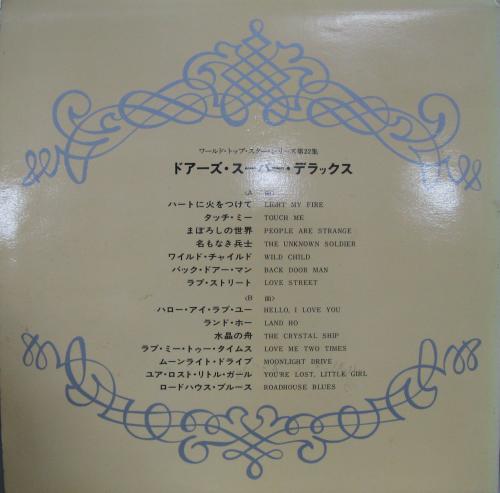 ワールド・トップ・スター・シリーズ第22集
ドアーズ・スーパー・デラックス
〈A 面〉
ハートに火をつけて LIGHT MY FIRE
タッチ・ミー TOUCH ME
まぼろしの世界 PEOPLE ARE STRANGE
名もなき兵士 THE UNKNOWN SOLDIER
ワイルド・チャイルド WILD CHILD
バック・ドアー・マン BACK DOOR MAN
ラブ・ストリート LOVE STREET
〈B 面〉
ハロー・アイ・ラブ・ユー HELLO, I LOVE YOU
ランド・ホー LAND HO
水晶の舟 THE CRYSTAL SHIP
ラブ・ミー・トゥー・タイムス LOVE ME TWO TIMES
ムーンライト・ドライブ MOONLIGHT DRIVE
ユア・ロスト・リトル・ガール YOU'RE LOST, LITTLE GIRL
ロードハウス・ブルース ROADHOUSE BLUES